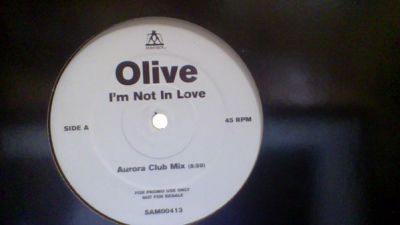 Olive
I'm Not In Love
SIDE A
45 RPM
Aurora Club Mix (8:50)
FOR PROMO USE ONLY
NOT FOR RESALE
SAM00413